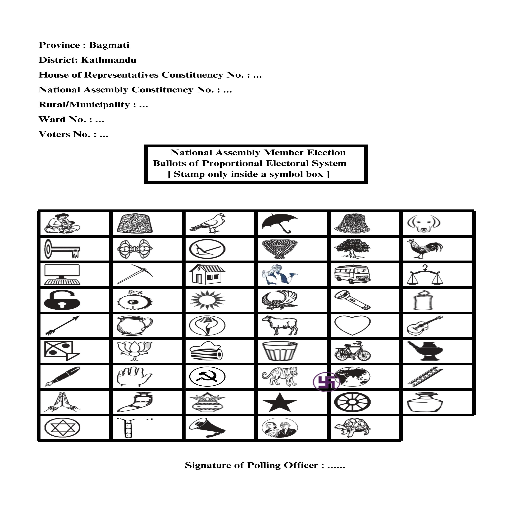 Province : Bagmati
District: Kathmandu
House of Representatives Constituency No. : ...
National Assembly Constituency No. : ...
Rural/Municipality : ...
Ward No. : ...
Voters No. : ...
National Assembly Member Election
Ballots of Proportional Electoral System
[ Stamp only inside a symbol box ]
Signature of Polling Officer : ......